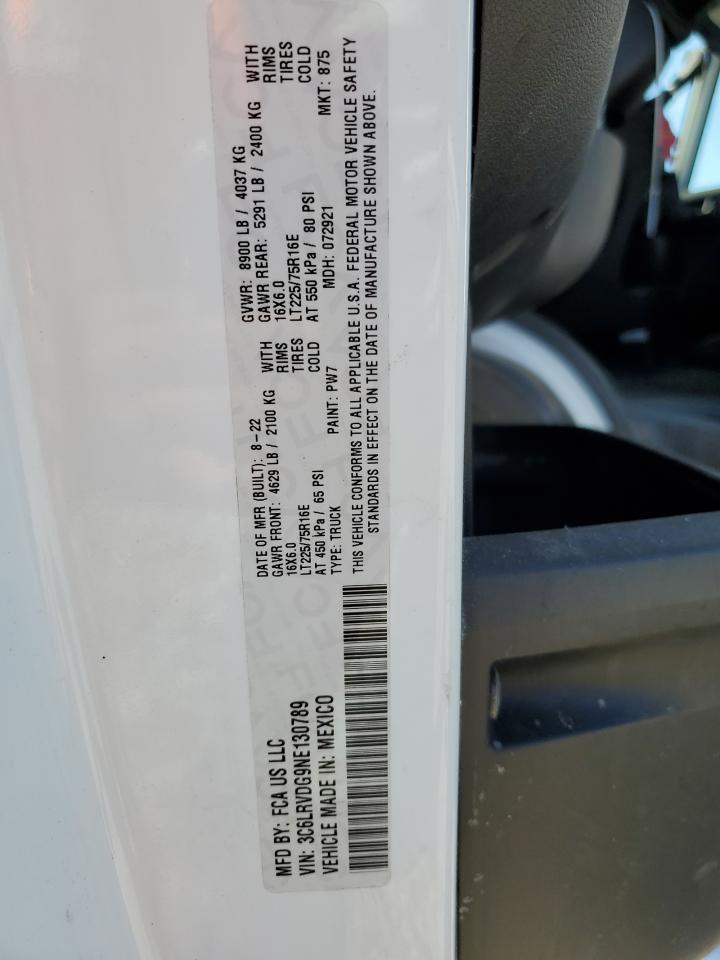 MFD BY: FCA US LLC
VIN: 3C6LRVDG9NE130789
VEHICLE MADE IN: MEXICO
DATE OF MFR (BUILT): 8-22
GAWR FRONT: 4629 LB / 2100 KG WITH
16X6.0 RIMS
LT225/75R16E TIRES
AT 450 kPa / 65 PSI COLD
TYPE: TRUCK PAINT: PW7
GVWR: 8900 LB / 4037 KG
GAWR REAR: 5291 LB / 2400 KG WITH
16X6.0 RIMS
LT225/75R16E TIRES
AT 550 kPa / 80 PSI COLD
MDH: 072921 MKT: 875
THIS VEHICLE CONFORMS TO ALL APPLICABLE U.S.A. FEDERAL MOTOR VEHICLE SAFETY
STANDARDS IN EFFECT ON THE DATE OF MANUFACTURE SHOWN ABOVE.